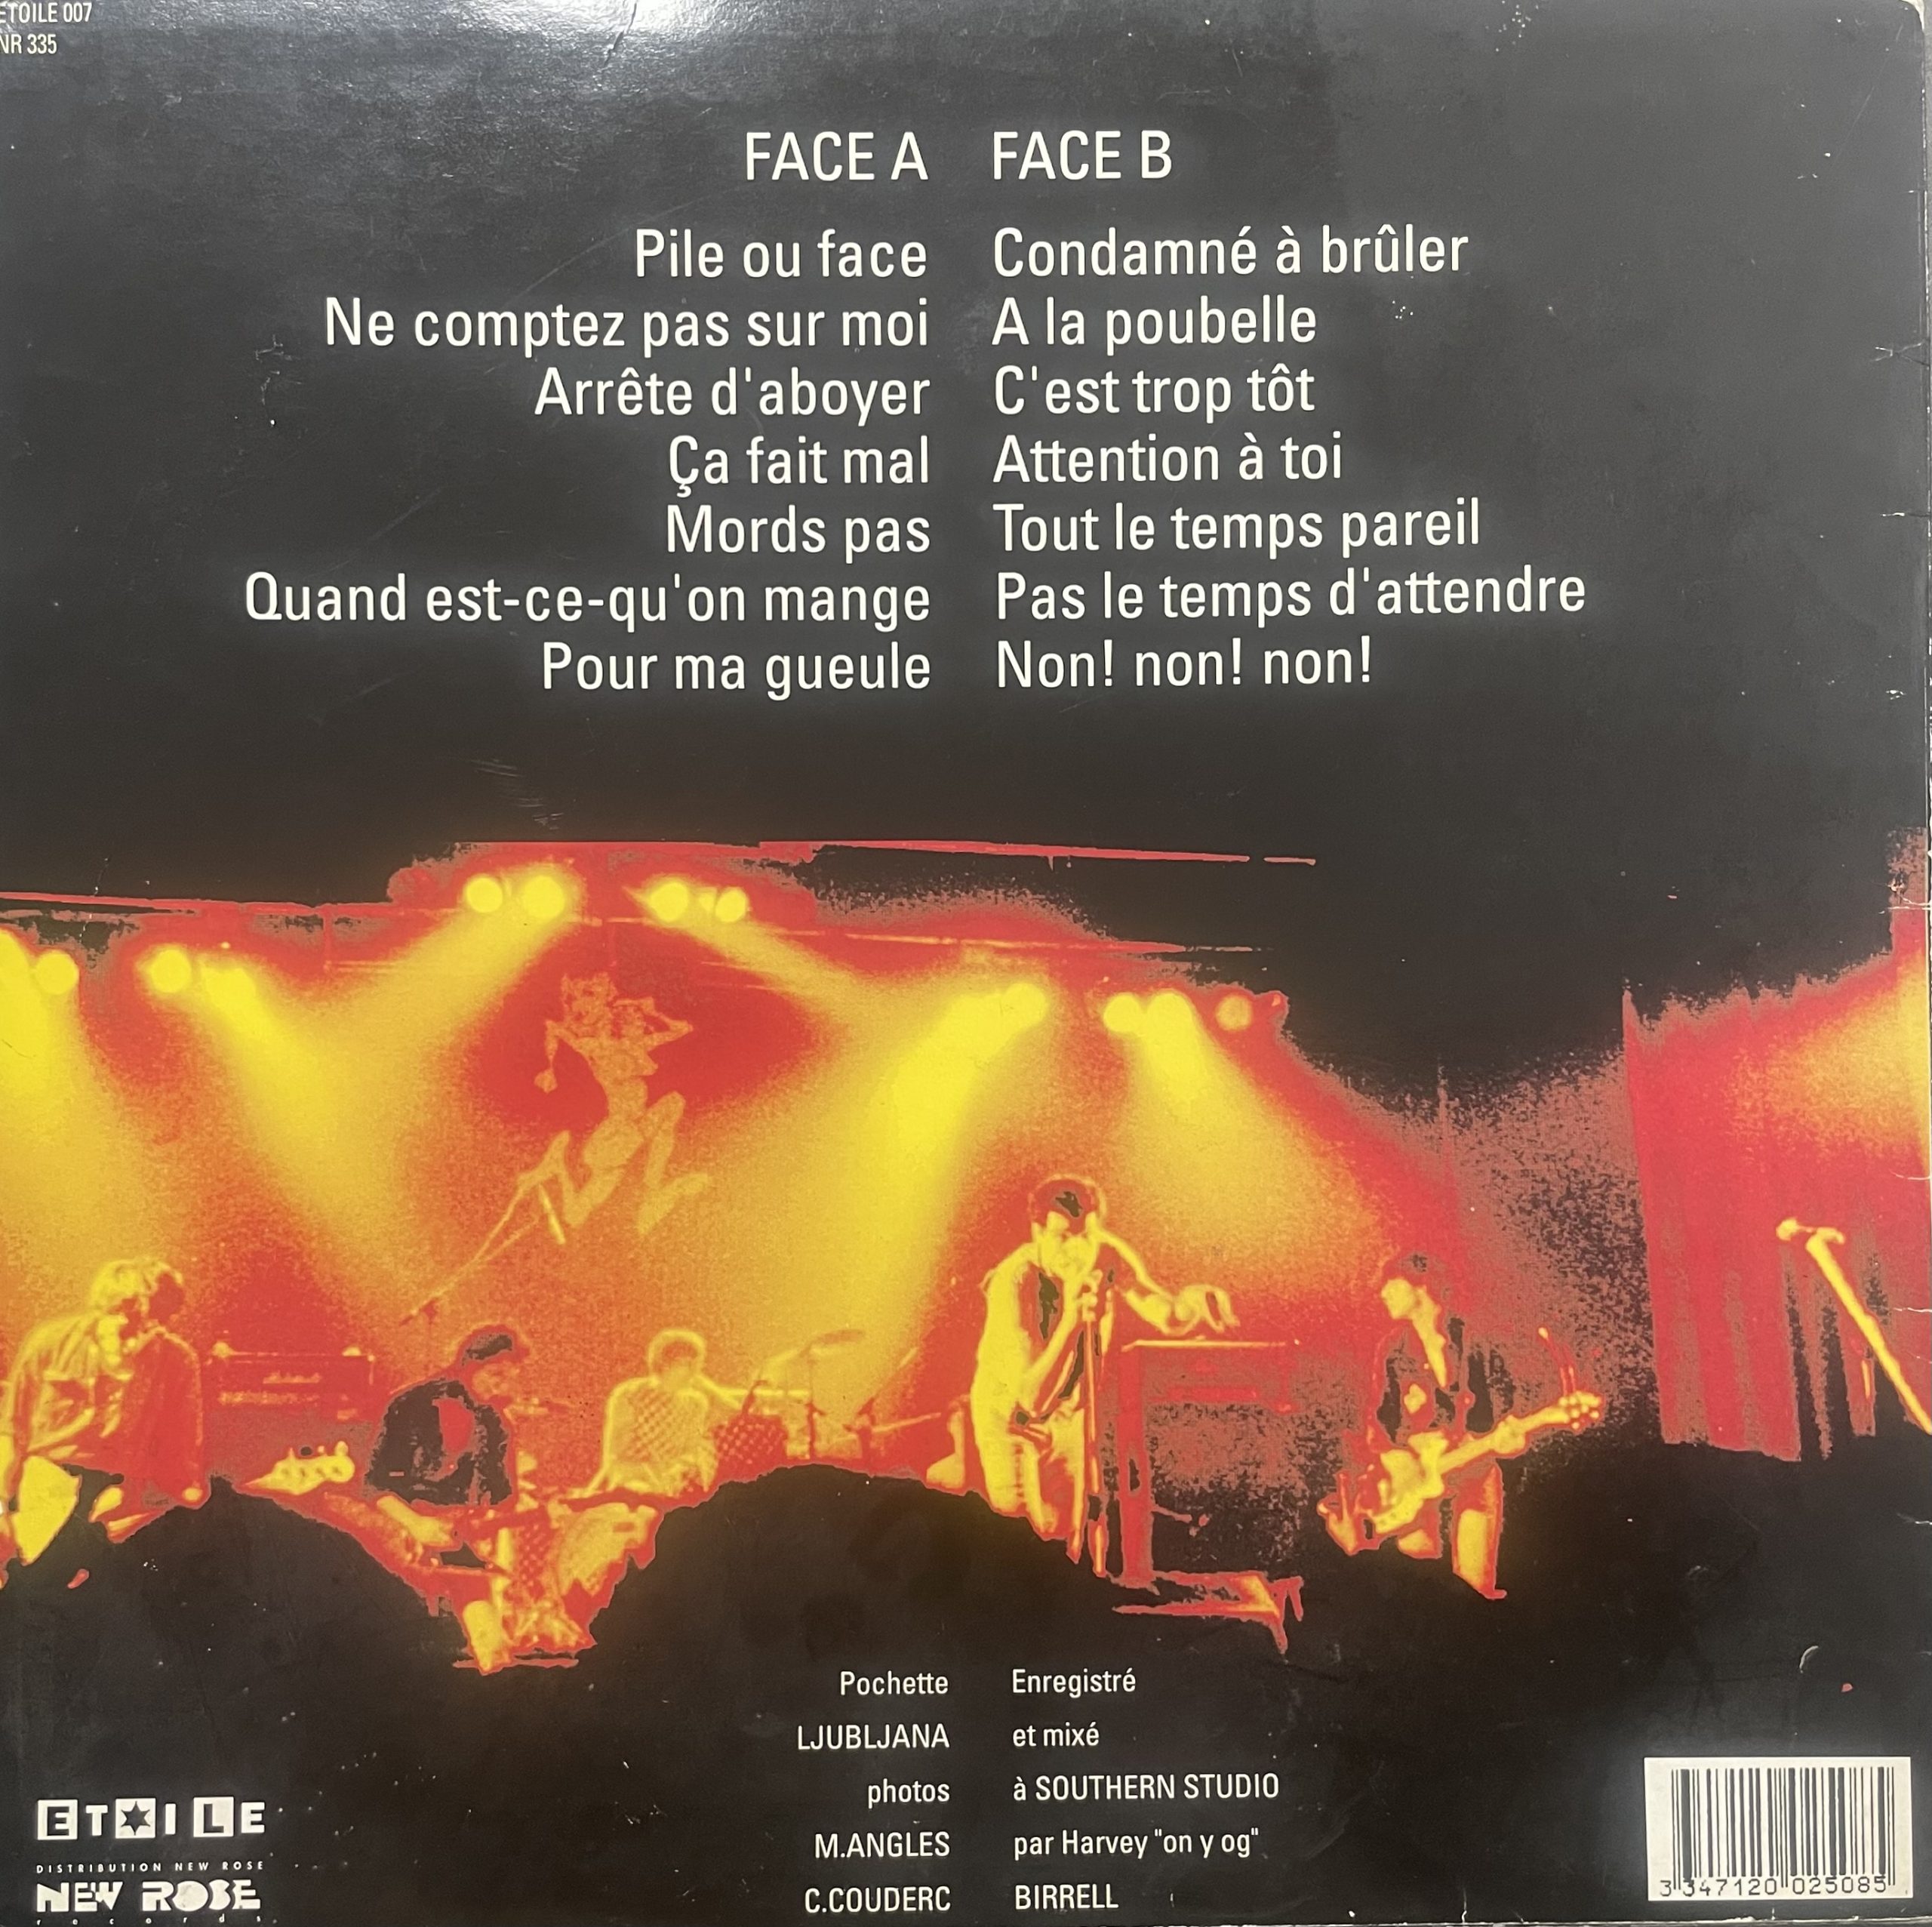 ETOILE 007
NR 335
FACE A
Pile ou face
Ne comptez pas sur moi
Arrête d'aboyer
Ça fait mal
Mords pas
Quand est-ce-qu'on mange
Pour ma gueule
FACE B
Condamné à brûler
A la poubelle
C'est trop tôt
Attention à toi
Tout le temps pareil
Pas le temps d'attendre
Non! non! non!
Pochette
LJUBLJANA
photos
M.ANGLES
C.COUDERC
Enregistré
et mixé
à SOUTHERN STUDIO
par Harvey "on y og"
BIRRELL
ETOILE
DISTRIBUTION NEW ROSE
NEW ROSE
records
3 347120 025085